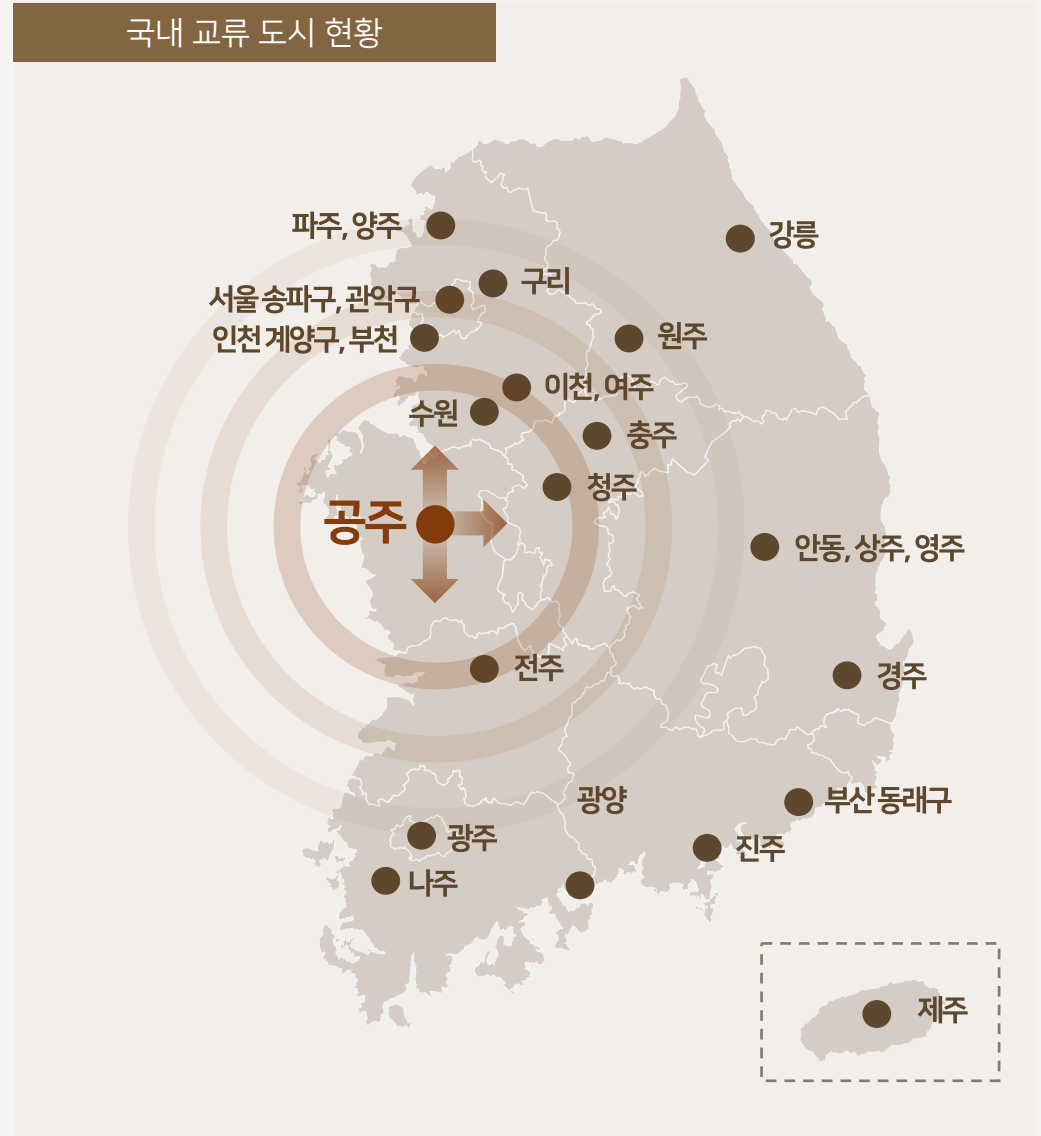 국내 교류 도시 현황
파주, 양주
강릉
구리
서울 송파구, 관악구
인천 계양구, 부천
원주
이천, 여주
수원
충주
청주
공주
안동, 상주, 영주
전주
경주
광양
부산 동래구
광주
진주
나주
제주